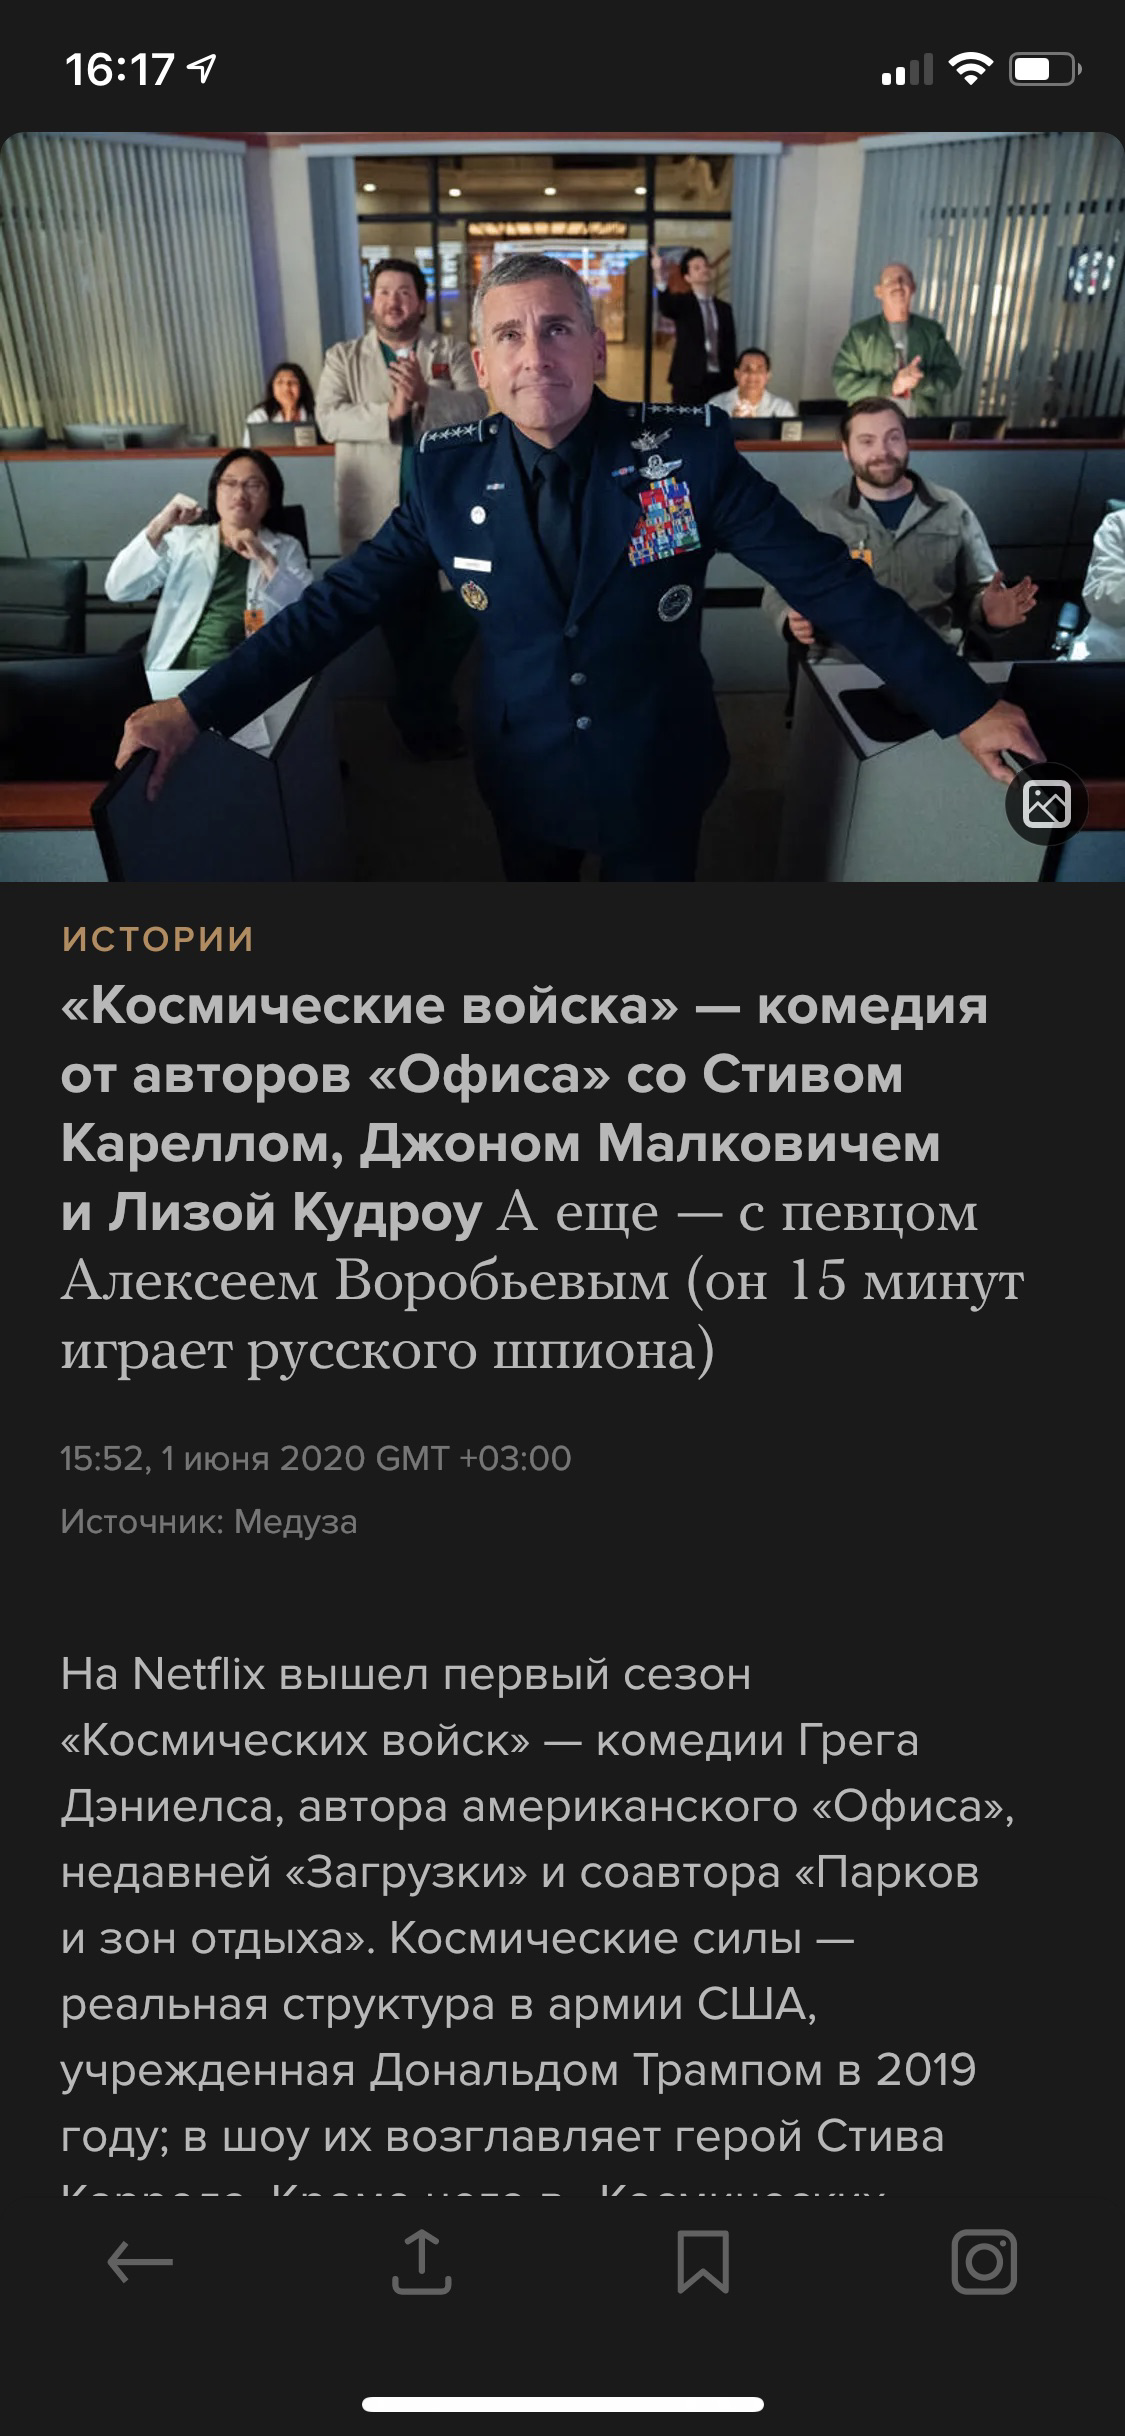 16:17
ИСТОРИИ
«Космические войска» — комедия
от авторов «Офиса» со Стивом
Кареллом, Джоном Малковичем
и Лизой Кудроу А еще — с певцом
Алексеем Воробьевым (он 15 минут
играет русского шпиона)
15:52, 1 июня 2020 GMT +03:00
Источник: Медуза
На Netflix вышел первый сезон
«Космических войск» — комедии Грега
Дэниелса, автора американского «Офиса»,
недавней «Загрузки» и соавтора «Парков
и зон отдыха». Космические силы —
реальная структура в армии США,
учрежденная Дональдом Трампом в 2019
году; в шоу их возглавляет герой Стива